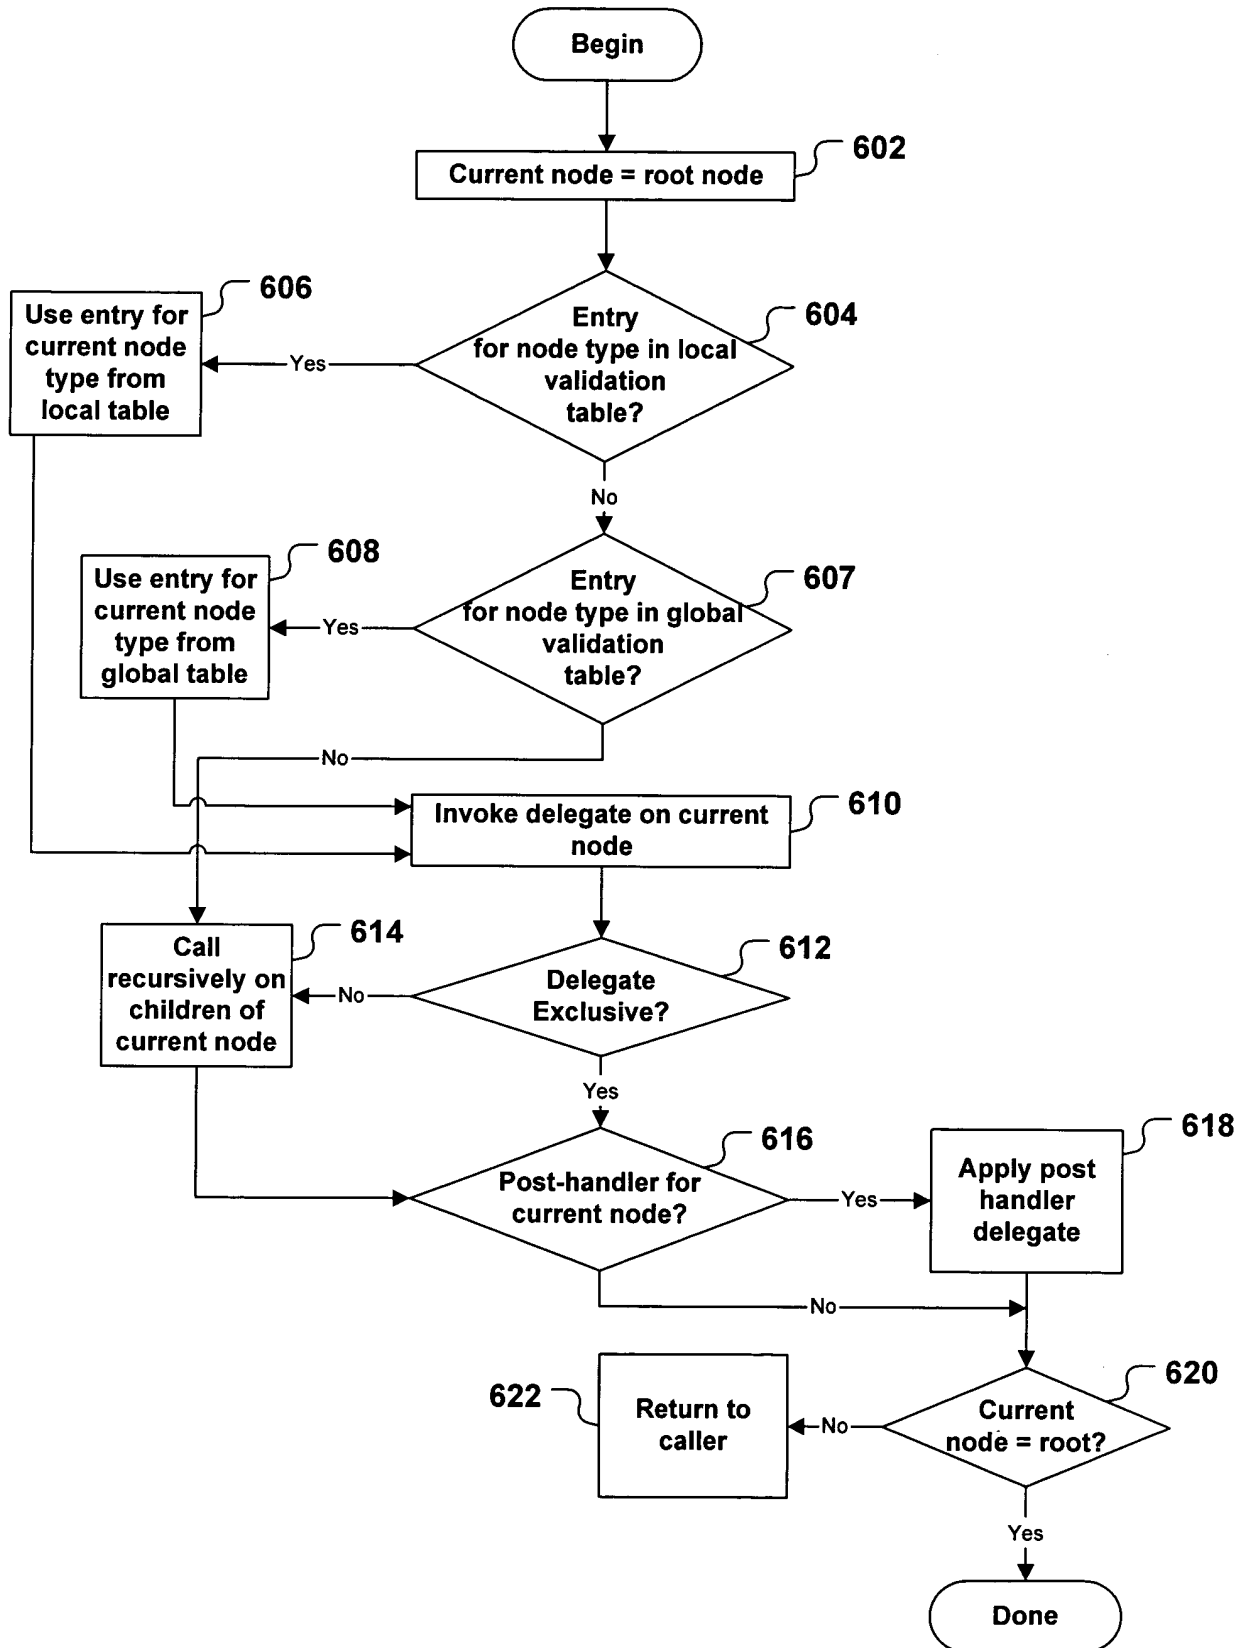 Begin
602
Current node = root node
606
Use entry for
current node
type from
local table
604
Entry
for node type in local
validation
table?
Yes
No
608
Use entry for
current node
type from
global table
607
Entry
for node type in global
validation
table?
Yes
No
610
Invoke delegate on current
node
614
Call
recursively on
children of
current node
612
Delegate
Exclusive?
No
Yes
616
Post-handler for
current node?
Yes
618
Apply post
handler
delegate
No
622
Return to
caller
620
Current
node = root?
No
Yes
Done